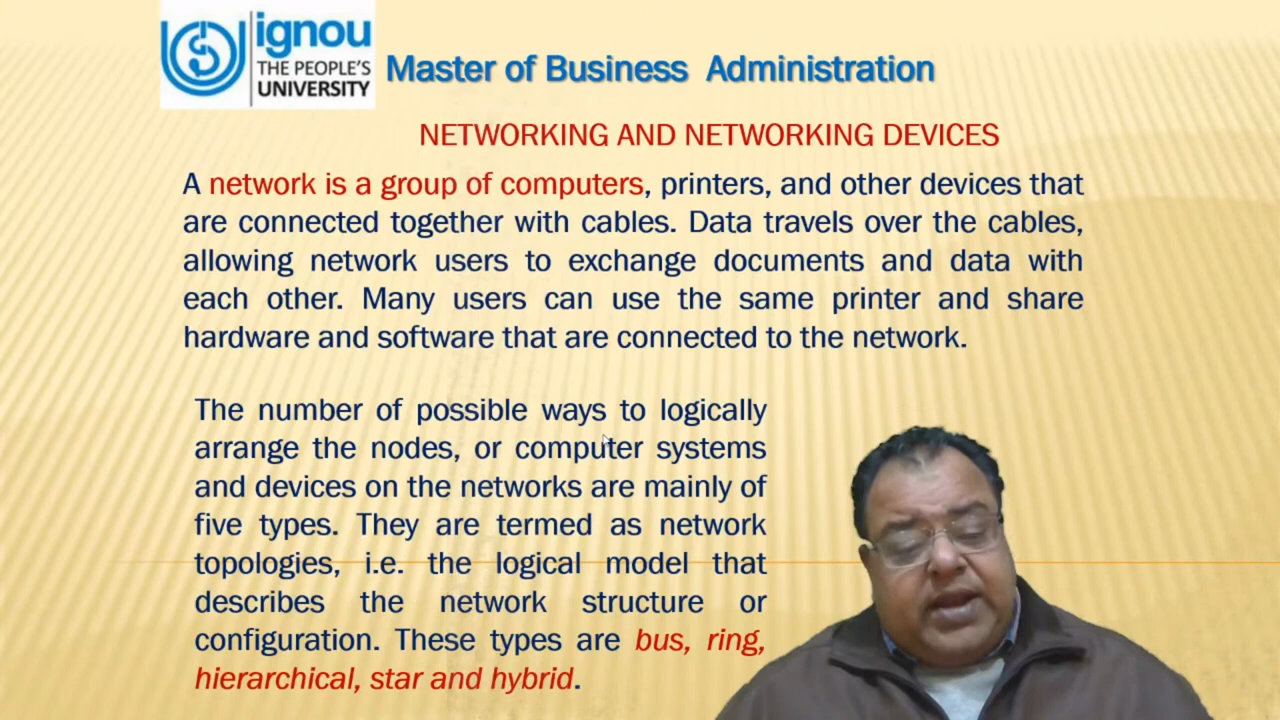 ignou
THE PEOPLE'S
UNIVERSITY
Master of Business Administration
NETWORKING AND NETWORKING DEVICES
A network is a group of computers, printers, and other devices that
are connected together with cables. Data travels over the cables,
allowing network users to exchange documents and data with
each other. Many users can use the same printer and share
hardware and software that are connected to the network.
The number of possible ways to logically
arrange the nodes, or computer systems
and devices on the networks are mainly of
five types. They are termed as network
topologies, i.e. the logical model that
describes the network structure or
configuration. These types are bus, ring,
hierarchical, star and hybrid.